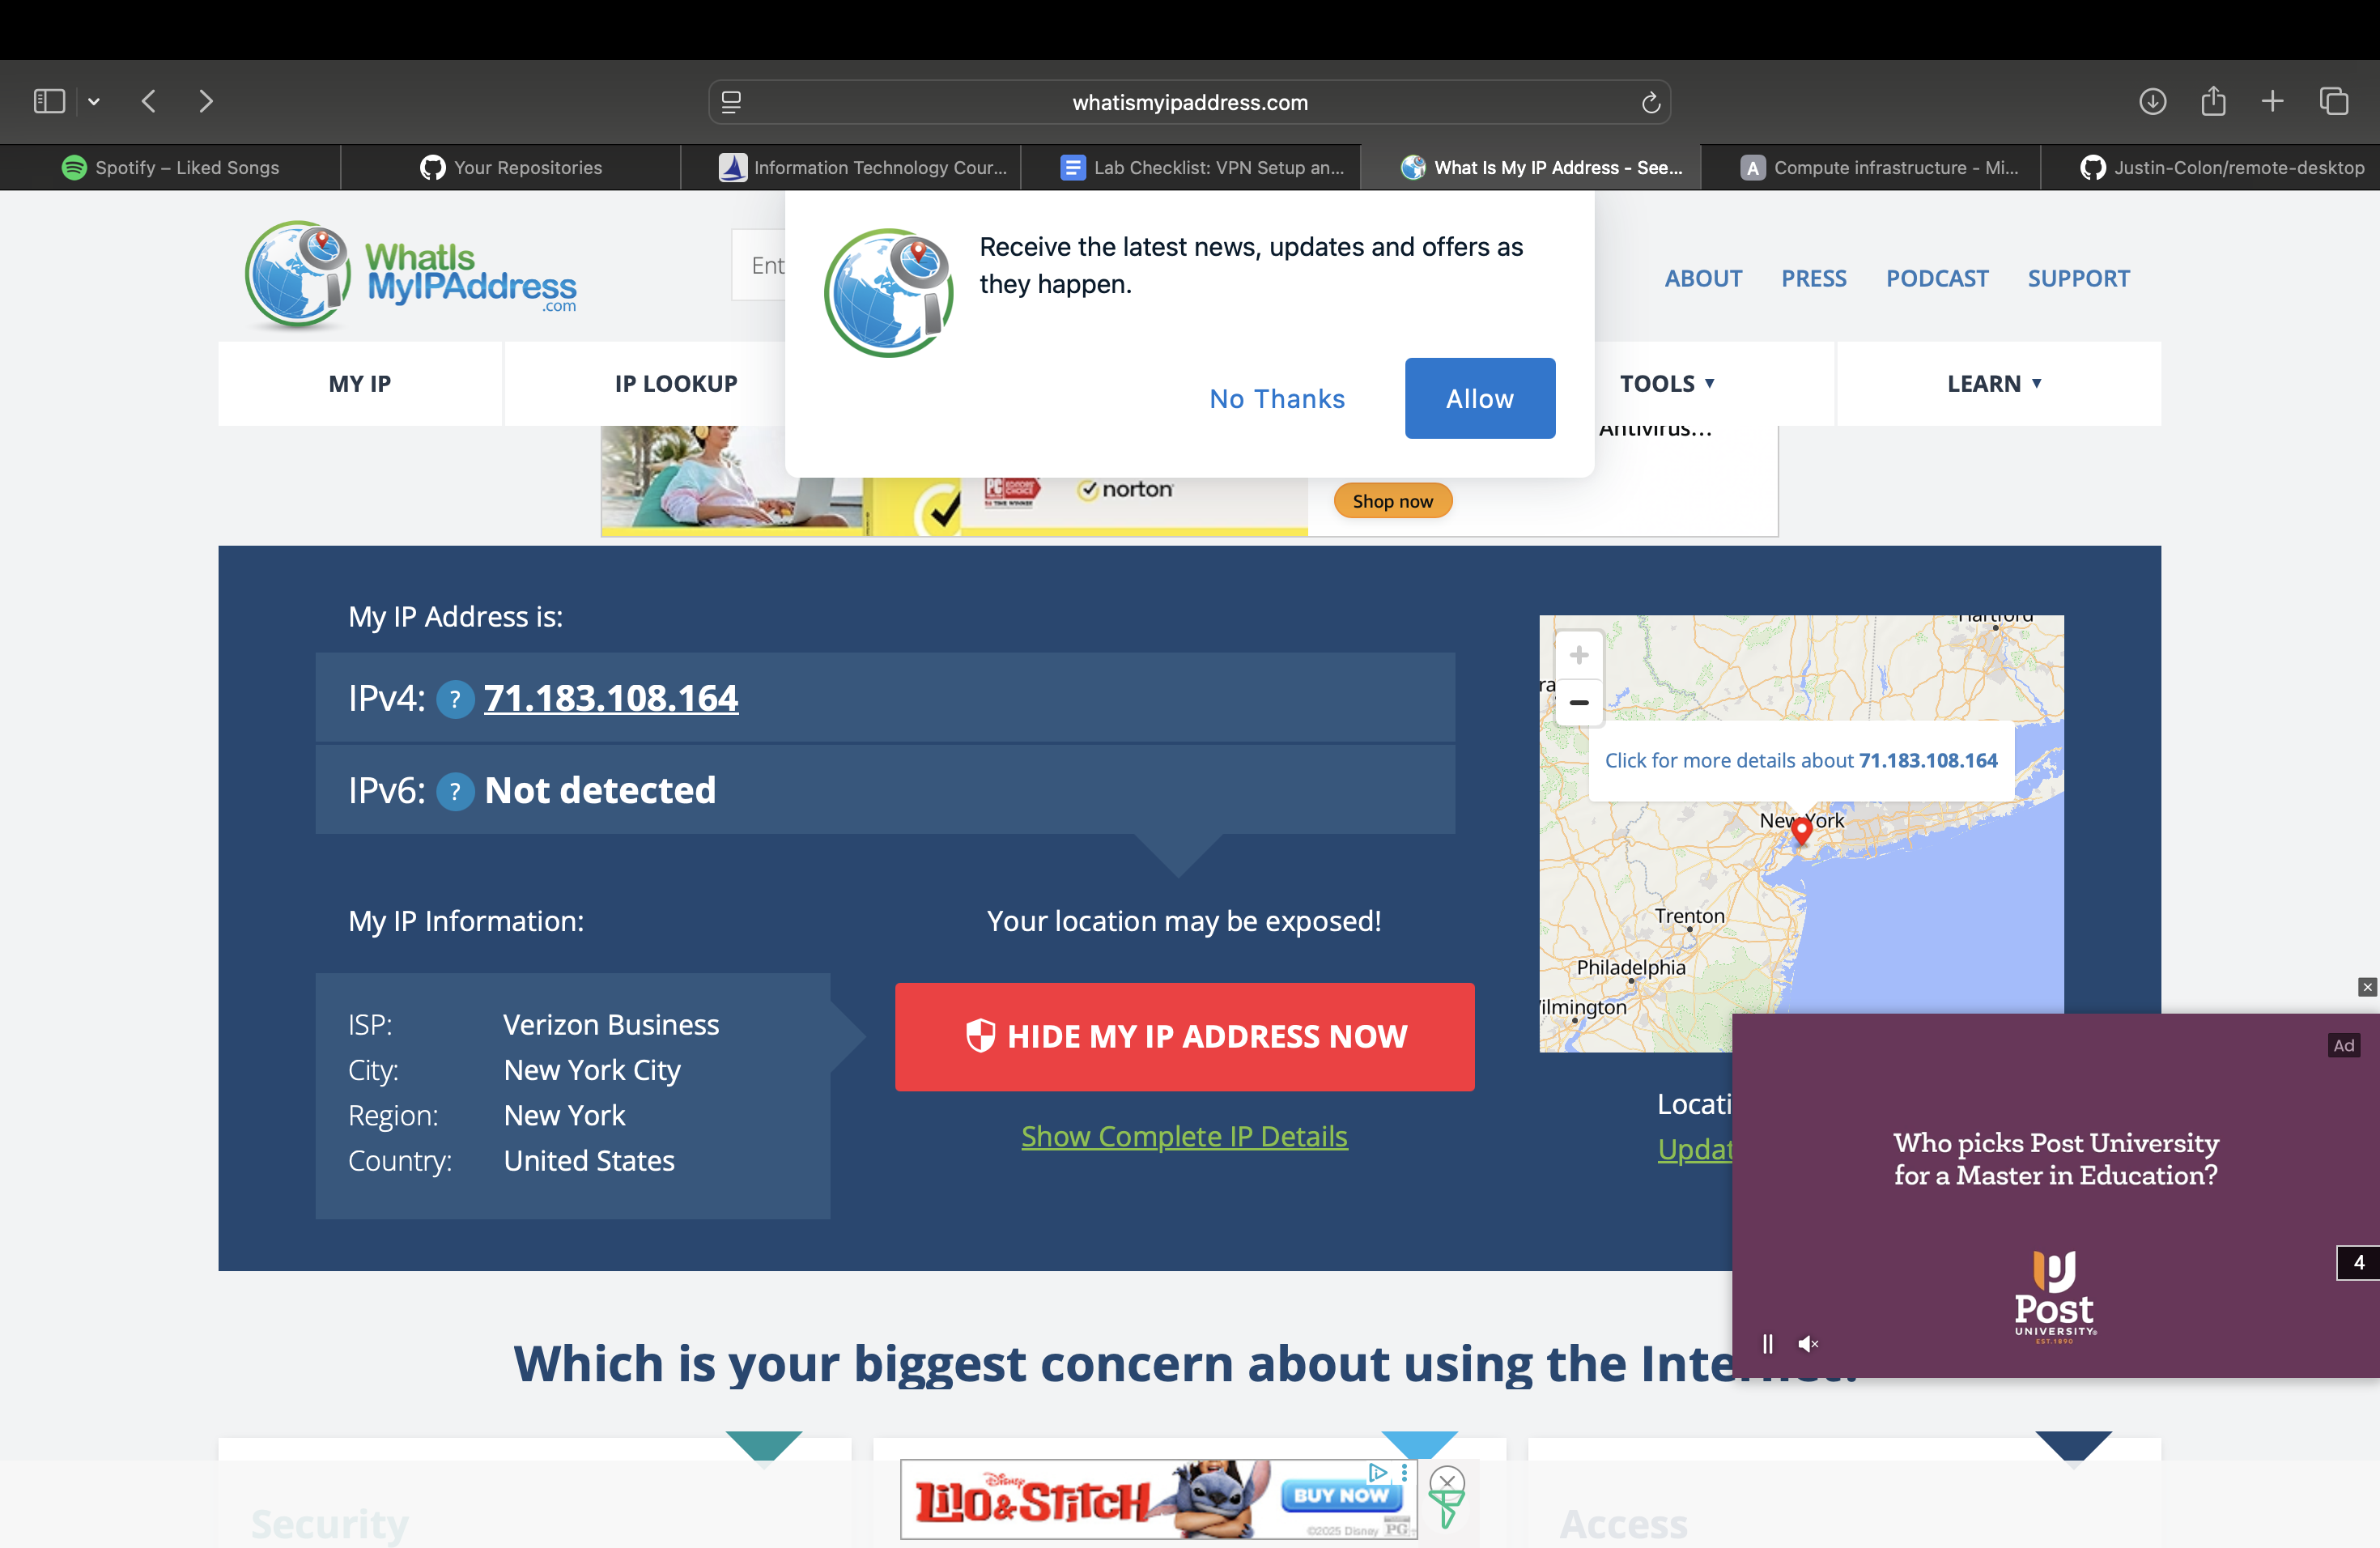 whatismyipaddress.com
Spotify – Liked Songs
Your Repositories
Information Technology Cour...
Lab Checklist: VPN Setup an...
What Is My IP Address - See...
A
Compute infrastructure - Mi...
Justin-Colon/remote-desktop
WhatIs
MyIPAddress
.com
Ent
Receive the latest news, updates and offers as
they happen.
No Thanks
Allow
ABOUT
PRESS
PODCAST
SUPPORT
MY IP
IP LOOKUP
TOOLS ▼
LEARN ▼
Antivirus...
norton
Shop now
My IP Address is:
IPv4: ? 71.183.108.164
IPv6: ? Not detected
My IP Information:
ISP: Verizon Business
City: New York City
Region: New York
Country: United States
Your location may be exposed!
HIDE MY IP ADDRESS NOW
Show Complete IP Details
Hartford
Click for more details about 71.183.108.164
New York
Trenton
Philadelphia
ilmington
Locati
Updat
Ad
Who picks Post University
for a Master in Education?
Post
UNIVERSITY
EST.1890
4
Which is your biggest concern about using the Internet?
Security
Access
Disney
LILO & STITCH
BUY NOW
©2025 Disney PG